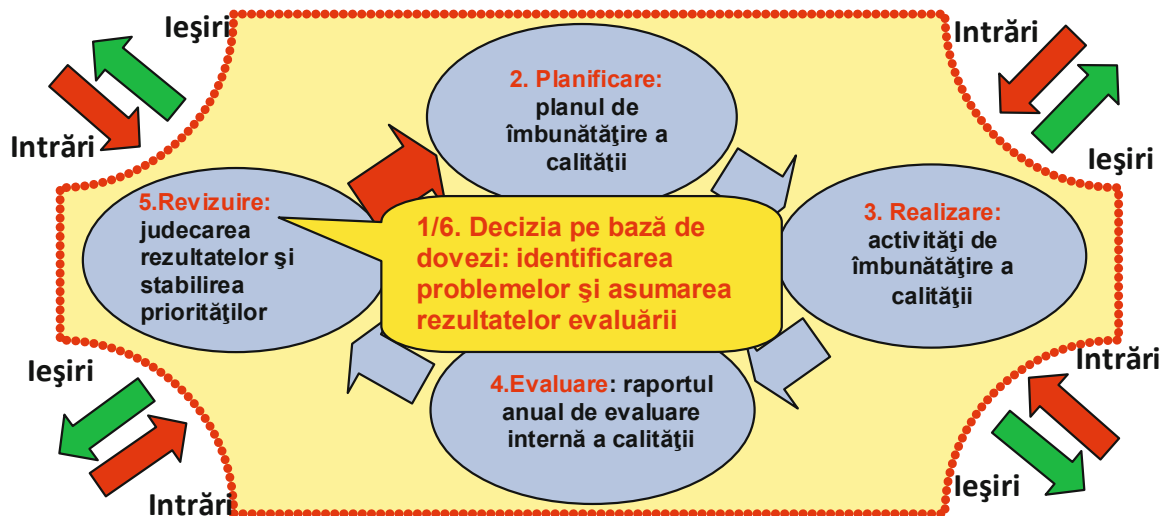 Ieşiri
Intrări
Intrări
Ieşiri
2. Planificare:
planul de
îmbunătăţire a
calităţii
5.Revizuire:
judecarea
rezultatelor şi
stabilirea
priorităţilor
1/6. Decizia pe bază de
dovezi: identificarea
problemelor şi asumarea
rezultatelor evaluării
3. Realizare:
activităţi de
îmbunătăţire a
calităţii
4.Evaluare: raportul
anual de evaluare
internă a calităţii
Ieşiri
Intrări
Intrări
Ieşiri